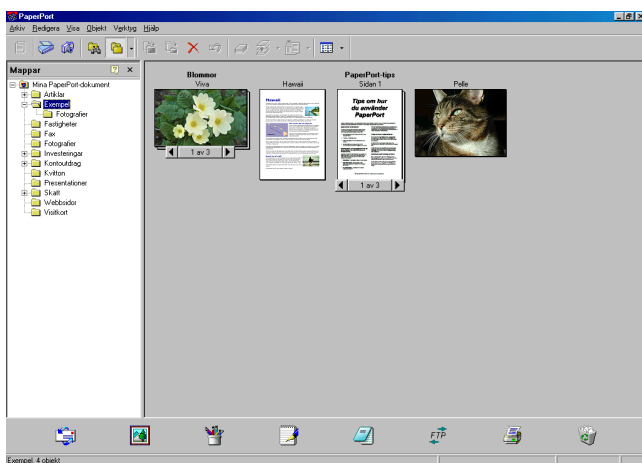 PaperPort
Arkiv Redigera Visa Objekt Verktyg Hjälp
Mappar
Mina PaperPort-dokument
Artiklar
Exempel
Fotografier
Fastigheter
Fax
Fotografier
Investeringar
Kontoutdrag
Kvitton
Presentationer
Skatt
Webbsidor
Visitkort
Blommor
Viva
1 av 3
Hawaii
Hawaii
PaperPort-tips
Sidan 1
Tips om hur
du använder
PaperPort
1 av 3
Pelle
FTP
Exempel, 4 objekt